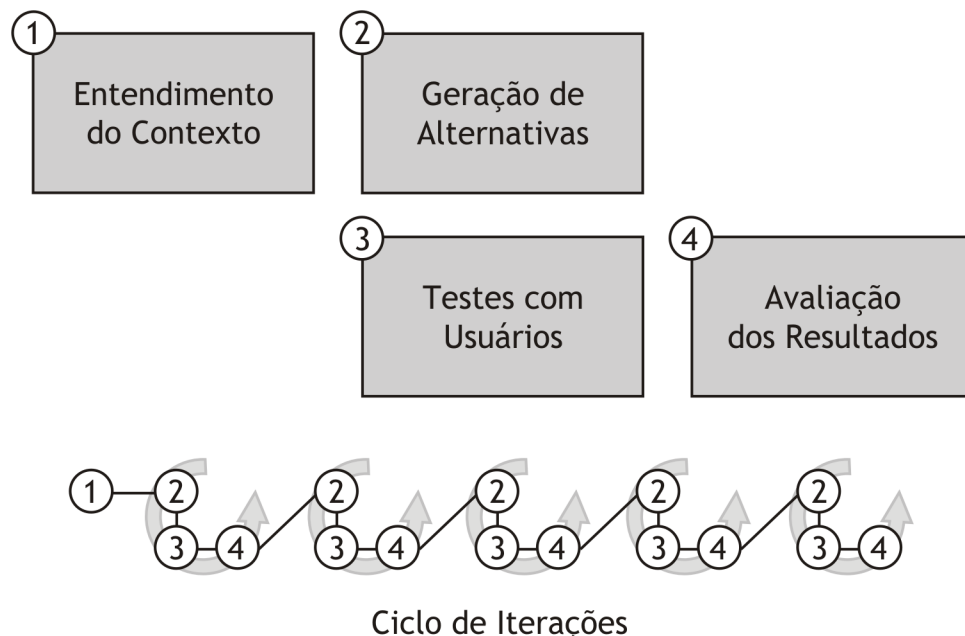 1
Entendimento
do Contexto
2
Geração de
Alternativas
3
Testes com
Usuários
4
Avaliação
dos Resultados
1 2 2 2 2 2
3 4 3 4 3 4 3 4 3 4
Ciclo de Iterações